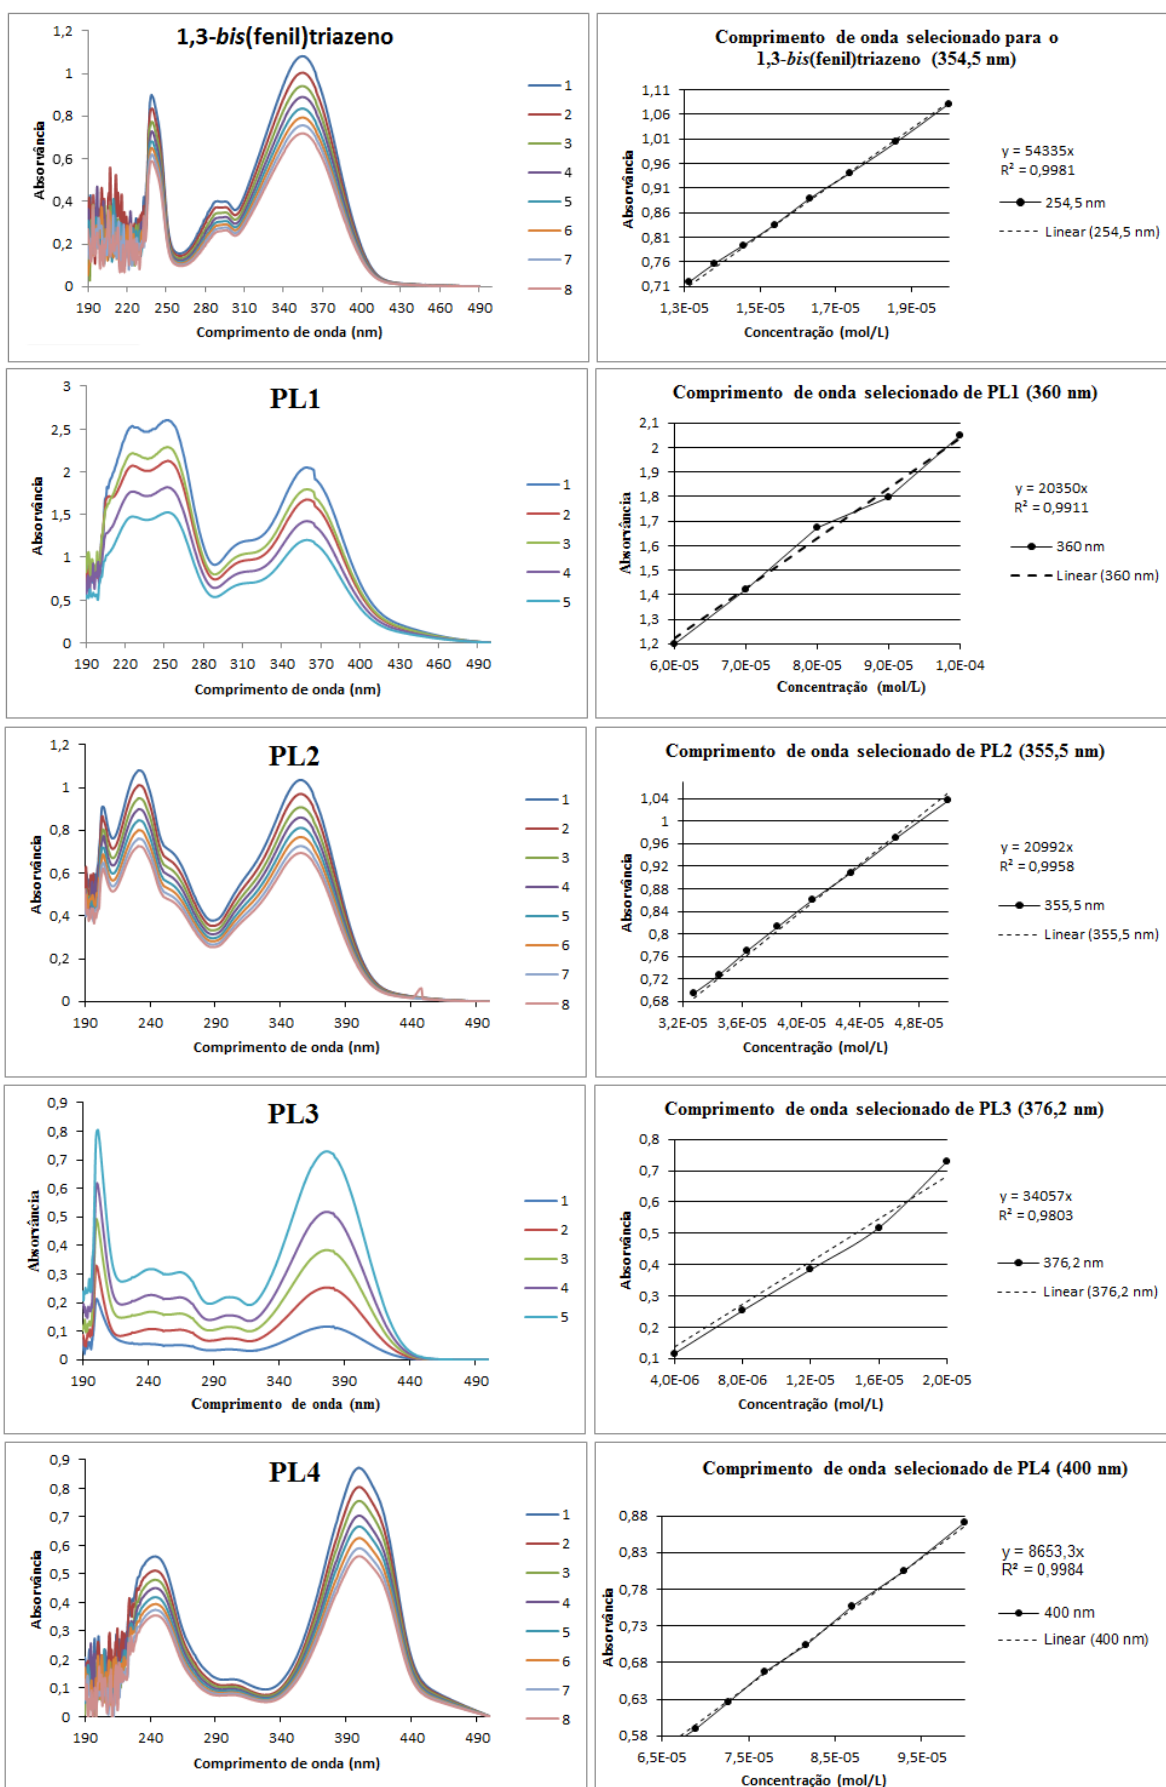 1,3-bis(fenil)triazeno
1,2
1
0,8
0,6
0,4
0,2
0
190 220 250 280 310 340 370 400 430 460 490
Absorvância
Comprimento de onda (nm)
1
2
3
4
5
6
7
8
Comprimento de onda selecionado para o
1,3-bis(fenil)triazeno (354,5 nm)
1,11
1,06
1,01
0,96
0,91
0,86
0,81
0,76
0,71
1,3E-05 1,5E-05 1,7E-05 1,9E-05
Absorvância
Concentração (mol/L)
y = 54335x
R² = 0,9981
254,5 nm
Linear (254,5 nm)
PL1
3
2,5
2
1,5
1
0,5
0
190 220 250 280 310 340 370 400 430 460 490
Absorvância
Comprimento de onda (nm)
1
2
3
4
5
Comprimento de onda selecionado de PL1 (360 nm)
2,1
2
1,9
1,8
1,7
1,6
1,5
1,4
1,3
1,2
6,0E-05 7,0E-05 8,0E-05 9,0E-05 1,0E-04
Absorvância
Concentração (mol/L)
y = 20350x
R² = 0,9911
360 nm
Linear (360 nm)
PL2
1,2
1
0,8
0,6
0,4
0,2
0
190 240 290 340 390 440 490
Absorvância
Comprimento de onda (nm)
1
2
3
4
5
6
7
8
Comprimento de onda selecionado de PL2 (355,5 nm)
1,04
1
0,96
0,92
0,88
0,84
0,8
0,76
0,72
0,68
3,2E-05 3,6E-05 4,0E-05 4,4E-05 4,8E-05
Absorvância
Concentração (mol/L)
y = 20992x
R² = 0,9958
355,5 nm
Linear (355,5 nm)
PL3
0,9
0,8
0,7
0,6
0,5
0,4
0,3
0,2
0,1
0
190 240 290 340 390 440 490
Absorvância
Comprimento de onda (nm)
1
2
3
4
5
Comprimento de onda selecionado de PL3 (376,2 nm)
0,8
0,7
0,6
0,5
0,4
0,3
0,2
0,1
4,0E-06 8,0E-06 1,2E-05 1,6E-05 2,0E-05
Absorvância
Concentração (mol/L)
y = 34057x
R² = 0,9803
376,2 nm
Linear (376,2 nm)
PL4
0,9
0,8
0,7
0,6
0,5
0,4
0,3
0,2
0,1
0
190 240 290 340 390 440 490
Absorvância
Comprimento de onda (nm)
1
2
3
4
5
6
7
8
Comprimento de onda selecionado de PL4 (400 nm)
0,88
0,83
0,78
0,73
0,68
0,63
0,58
6,5E-05 7,5E-05 8,5E-05 9,5E-05
Absorvância
Concentração (mol/L)
y = 8653,3x
R² = 0,9984
400 nm
Linear (400 nm)